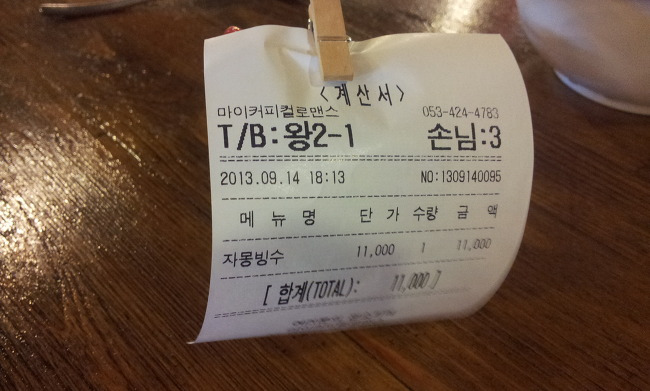 <계산서>
마이커피컬로맨스 053-424-4783
T/B:왕2-1 손님:3
2013.09.14 18:13 NO:1309140095
메 뉴 명 단 가 수량 금 액
자몽빙수 11,000 1 11,000
[ 합계(TOTAL): 11,000 ]